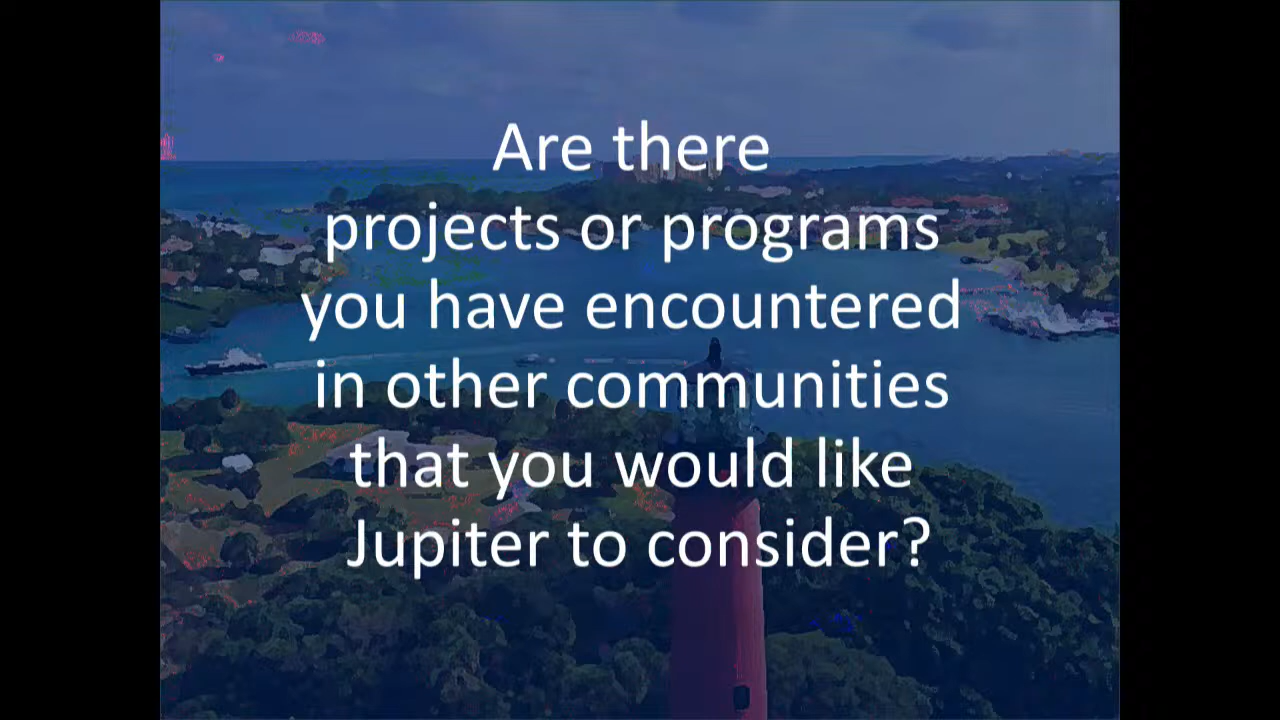 Are there
projects or programs
you have encountered
in other communities
that you would like
Jupiter to consider?